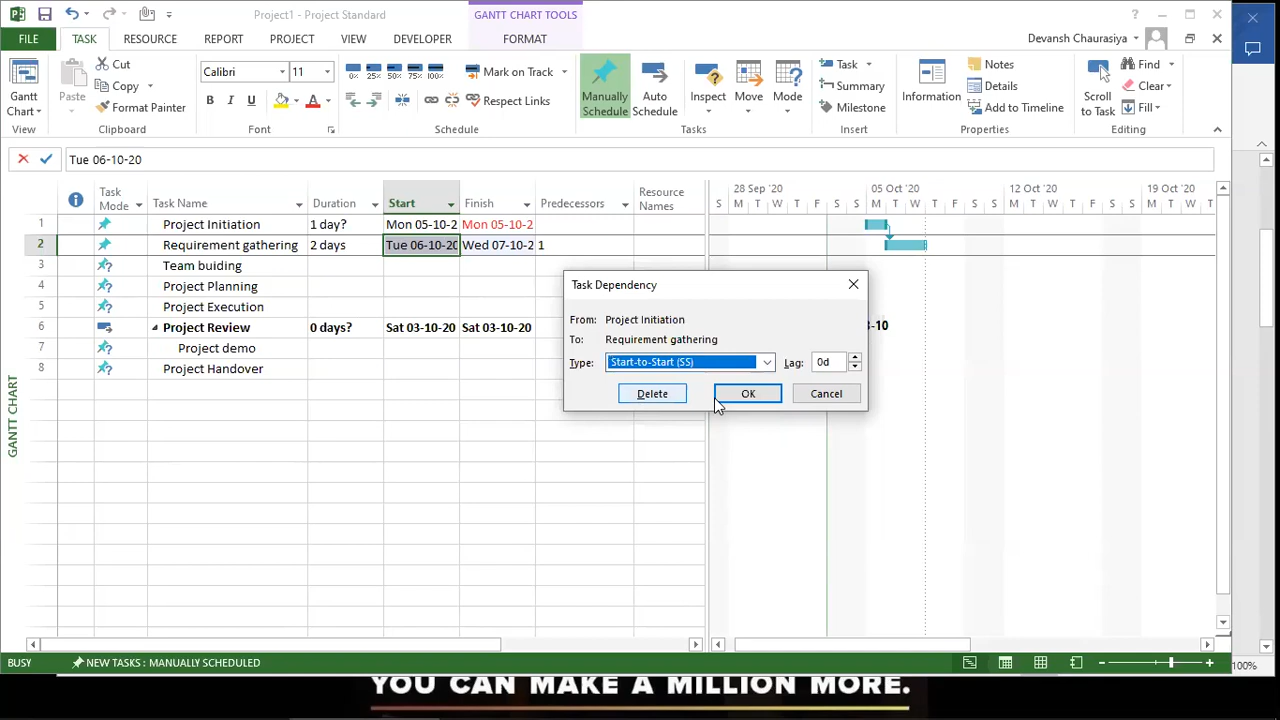 Project1 - Project Standard
GANTT CHART TOOLS
?
FILE
TASK
RESOURCE
REPORT
PROJECT
VIEW
DEVELOPER
FORMAT
Devansh Chaurasiya
Gantt Chart
View
Paste
Cut
Copy
Format Painter
Clipboard
Calibri
11
B I U A
Font
0% 25% 50% 75% 100%
Mark on Track
Respect Links
Schedule
Manually Schedule
Auto Schedule
Inspect
Move
Mode
Tasks
Task
Summary
Milestone
Insert
Information
Notes
Details
Add to Timeline
Properties
Scroll to Task
Find
Clear
Fill
Editing
Tue 06-10-20
Task Mode
Task Name
Duration
Start
Finish
Predecessors
Resource Names
28 Sep '20
05 Oct '20
12 Oct '20
19 Oct '20
S M T W T F S S M T W T F S S M T W T F S S M T W T
1 Project Initiation 1 day? Mon 05-10-2 Mon 05-10-2
2 Requirement gathering 2 days Tue 06-10-20 Wed 07-10-2 1
3 Team buiding
4 Project Planning
5 Project Execution
6 Project Review 0 days? Sat 03-10-20 Sat 03-10-20
3-10
7 Project demo
8 Project Handover
Task Dependency
From: Project Initiation
To: Requirement gathering
Type: Start-to-Start (SS) Lag: 0d
Delete
OK
Cancel
GANTT CHART
BUSY
NEW TASKS : MANUALLY SCHEDULED
100%
YOU CAN MAKE A MILLION MORE.